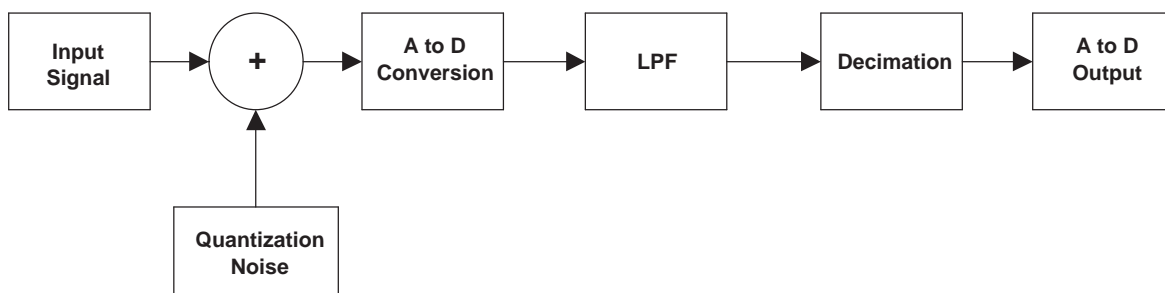 Input
Signal
+
A to D
Conversion
LPF
Decimation
A to D
Output
Quantization
Noise